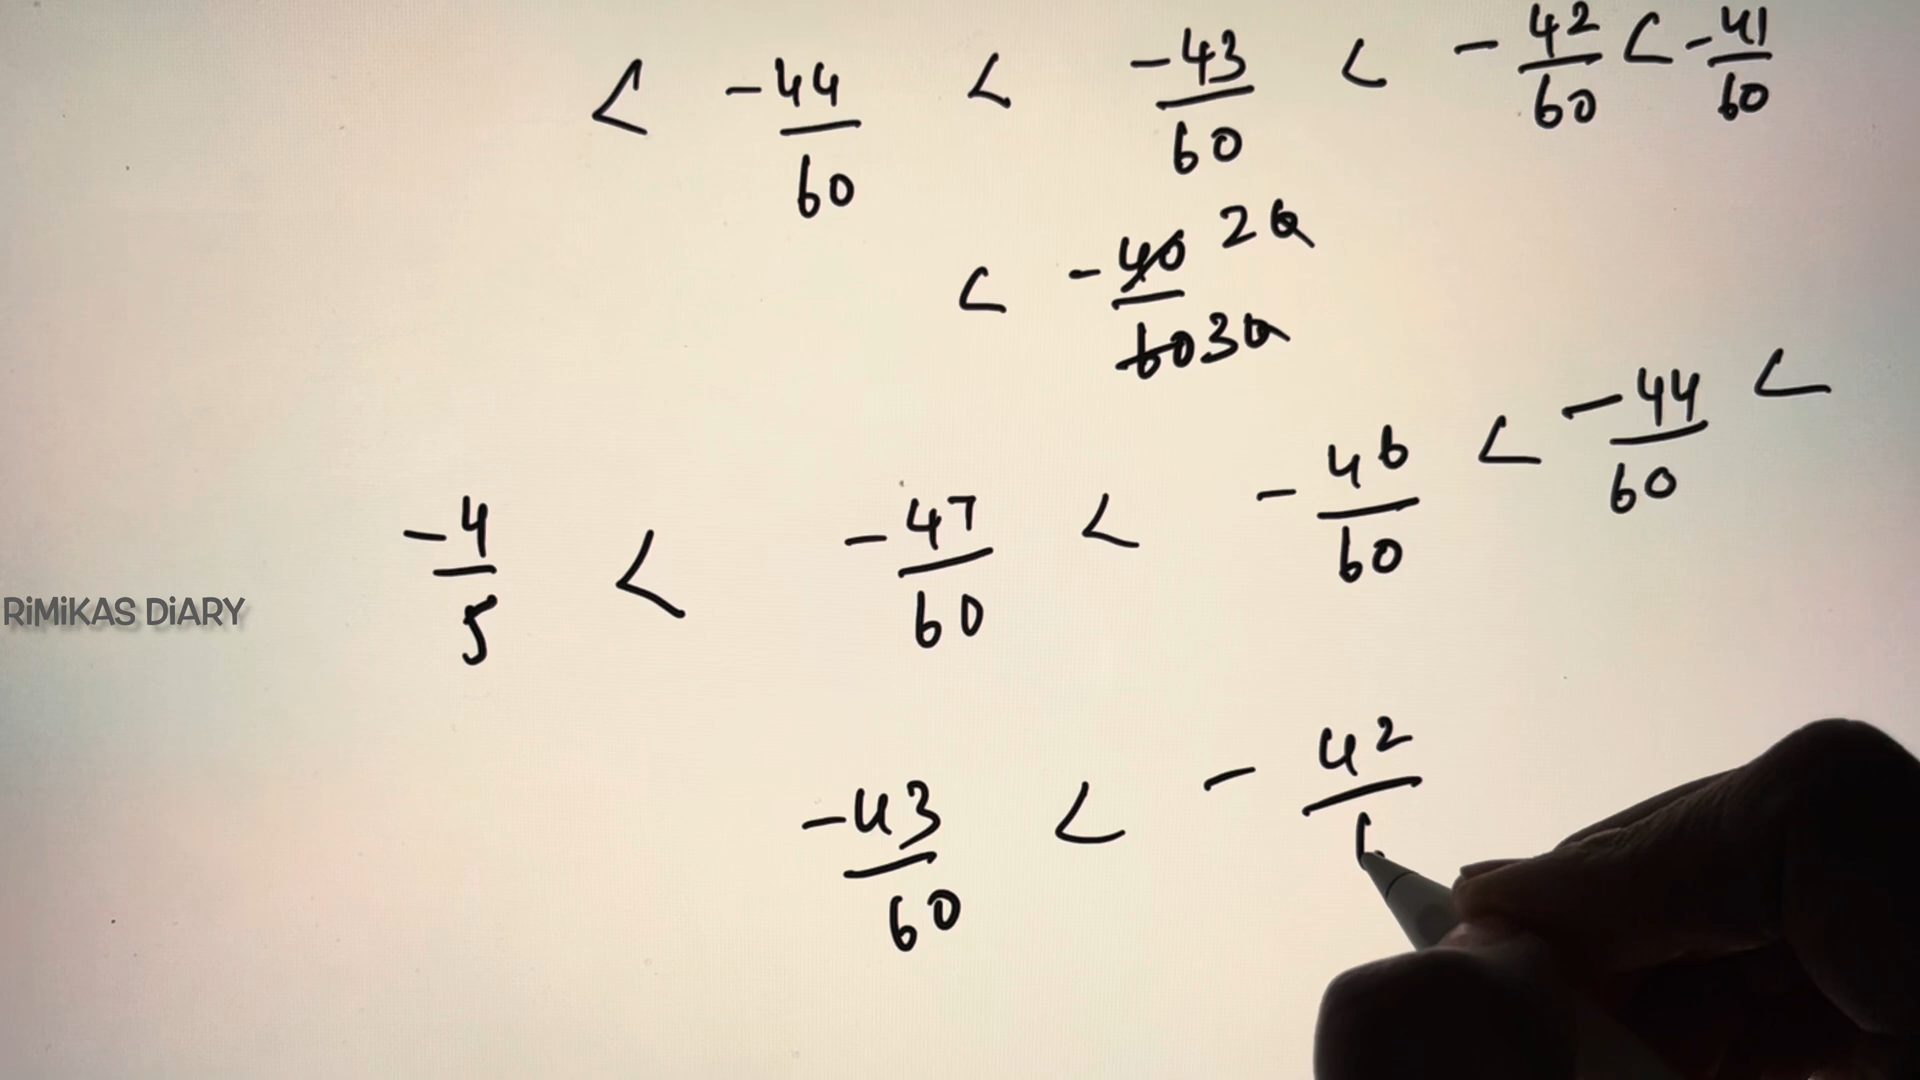 < -44/60 < -43/60 < -42/60 < -41/60
< -40/60 20/30
-4/5 < -47/60 < -46/60 < -44/60 <
-43/60 < -42/
RiMiKAS DiARY